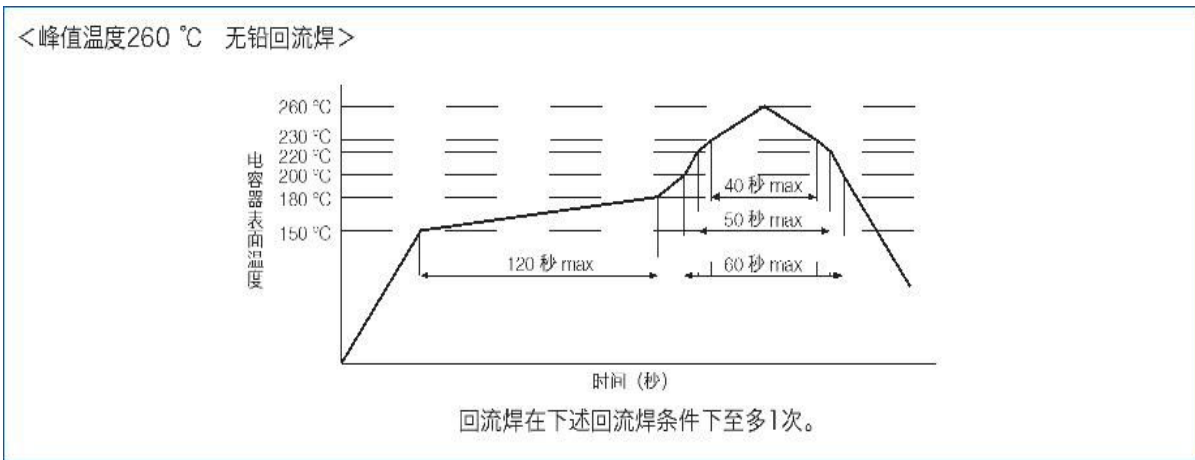 <峰值温度260 ℃ 无铅回流焊>
260 ℃
230 ℃
220 ℃
200 ℃
180 ℃
150 ℃
电容器表面温度
40 秒 max
50 秒 max
120 秒 max
60 秒 max
时间 (秒)
回流焊在下述回流焊条件下至多1次。